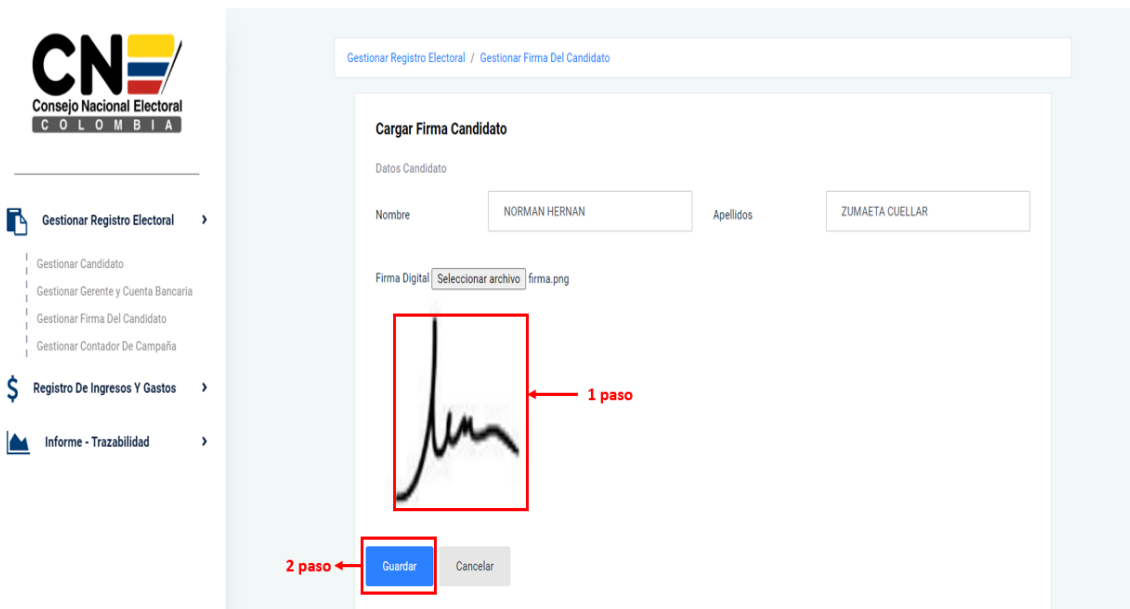 CNE
Consejo Nacional Electoral
COLOMBIA
Gestionar Registro Electoral
Gestionar Candidato
Gestionar Gerente y Cuenta Bancaria
Gestionar Firma Del Candidato
Gestionar Contador De Campaña
Registro De Ingresos Y Gastos
Informe - Trazabilidad
Gestionar Registro Electoral / Gestionar Firma Del Candidato
Cargar Firma Candidato
Datos Candidato
Nombre NORMAN HERNAN Apellidos ZUMAETA CUELLAR
Firma Digital Seleccionar archivo firma.png
1 paso
2 paso Guardar Cancelar